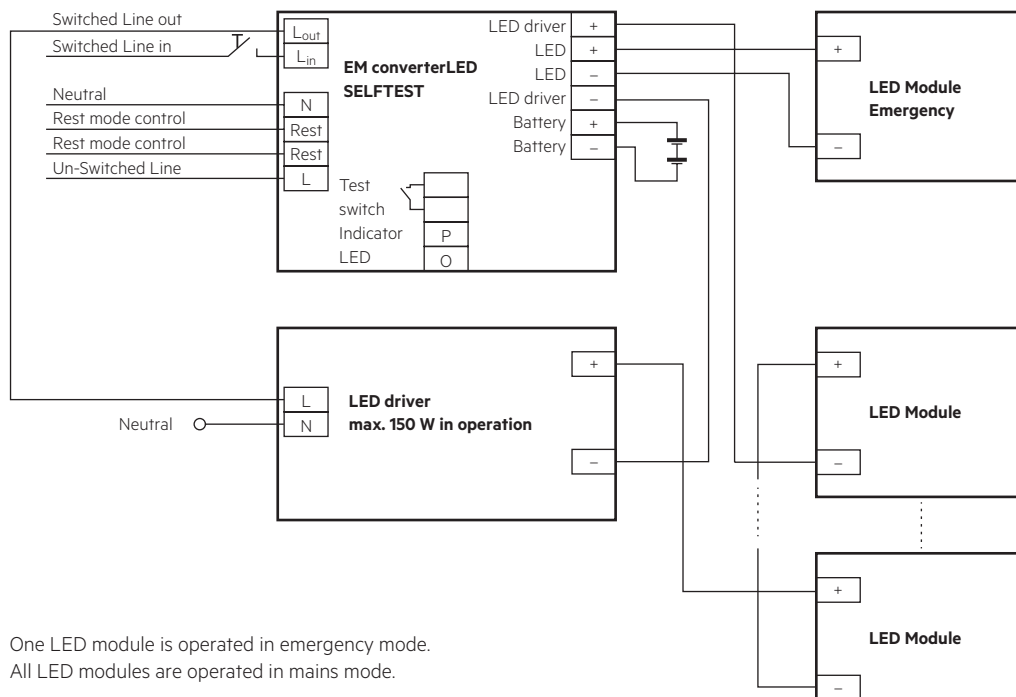 Switched Line out
Switched Line in
Neutral
Rest mode control
Rest mode control
Un-Switched Line
Lout
Lin
N
Rest
Rest
L
EM converterLED
SELFTEST
Test
switch
Indicator
LED
P
O
LED driver +
LED +
LED –
LED driver –
Battery +
Battery –
+
LED Module
Emergency
–
Neutral
L
N
LED driver
max. 150 W in operation
+
–
+
LED Module
–
+
LED Module
–
One LED module is operated in emergency mode.
All LED modules are operated in mains mode.